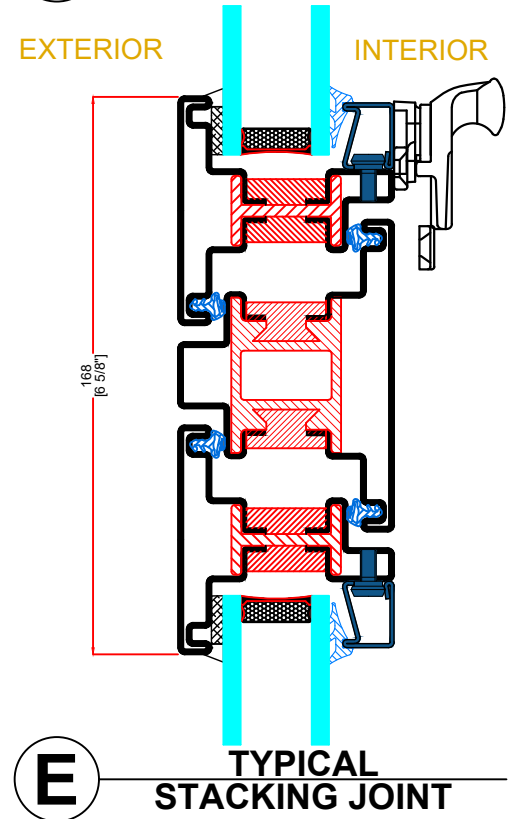 EXTERIOR
INTERIOR
168
[6 5/8"]
E
TYPICAL
STACKING JOINT